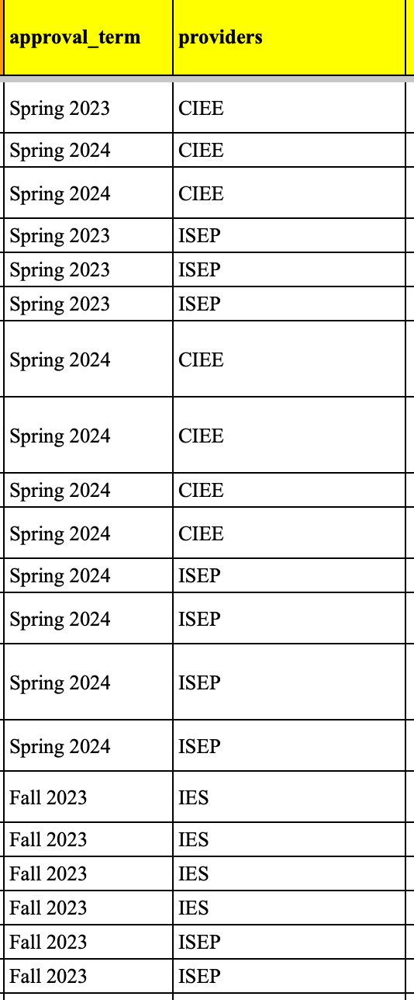 approval_term providers
Spring 2023 CIEE
Spring 2024 CIEE
Spring 2024 CIEE
Spring 2023 ISEP
Spring 2023 ISEP
Spring 2023 ISEP
Spring 2024 CIEE
Spring 2024 CIEE
Spring 2024 CIEE
Spring 2024 CIEE
Spring 2024 ISEP
Spring 2024 ISEP
Spring 2024 ISEP
Spring 2024 ISEP
Fall 2023 IES
Fall 2023 IES
Fall 2023 IES
Fall 2023 IES
Fall 2023 ISEP
Fall 2023 ISEP